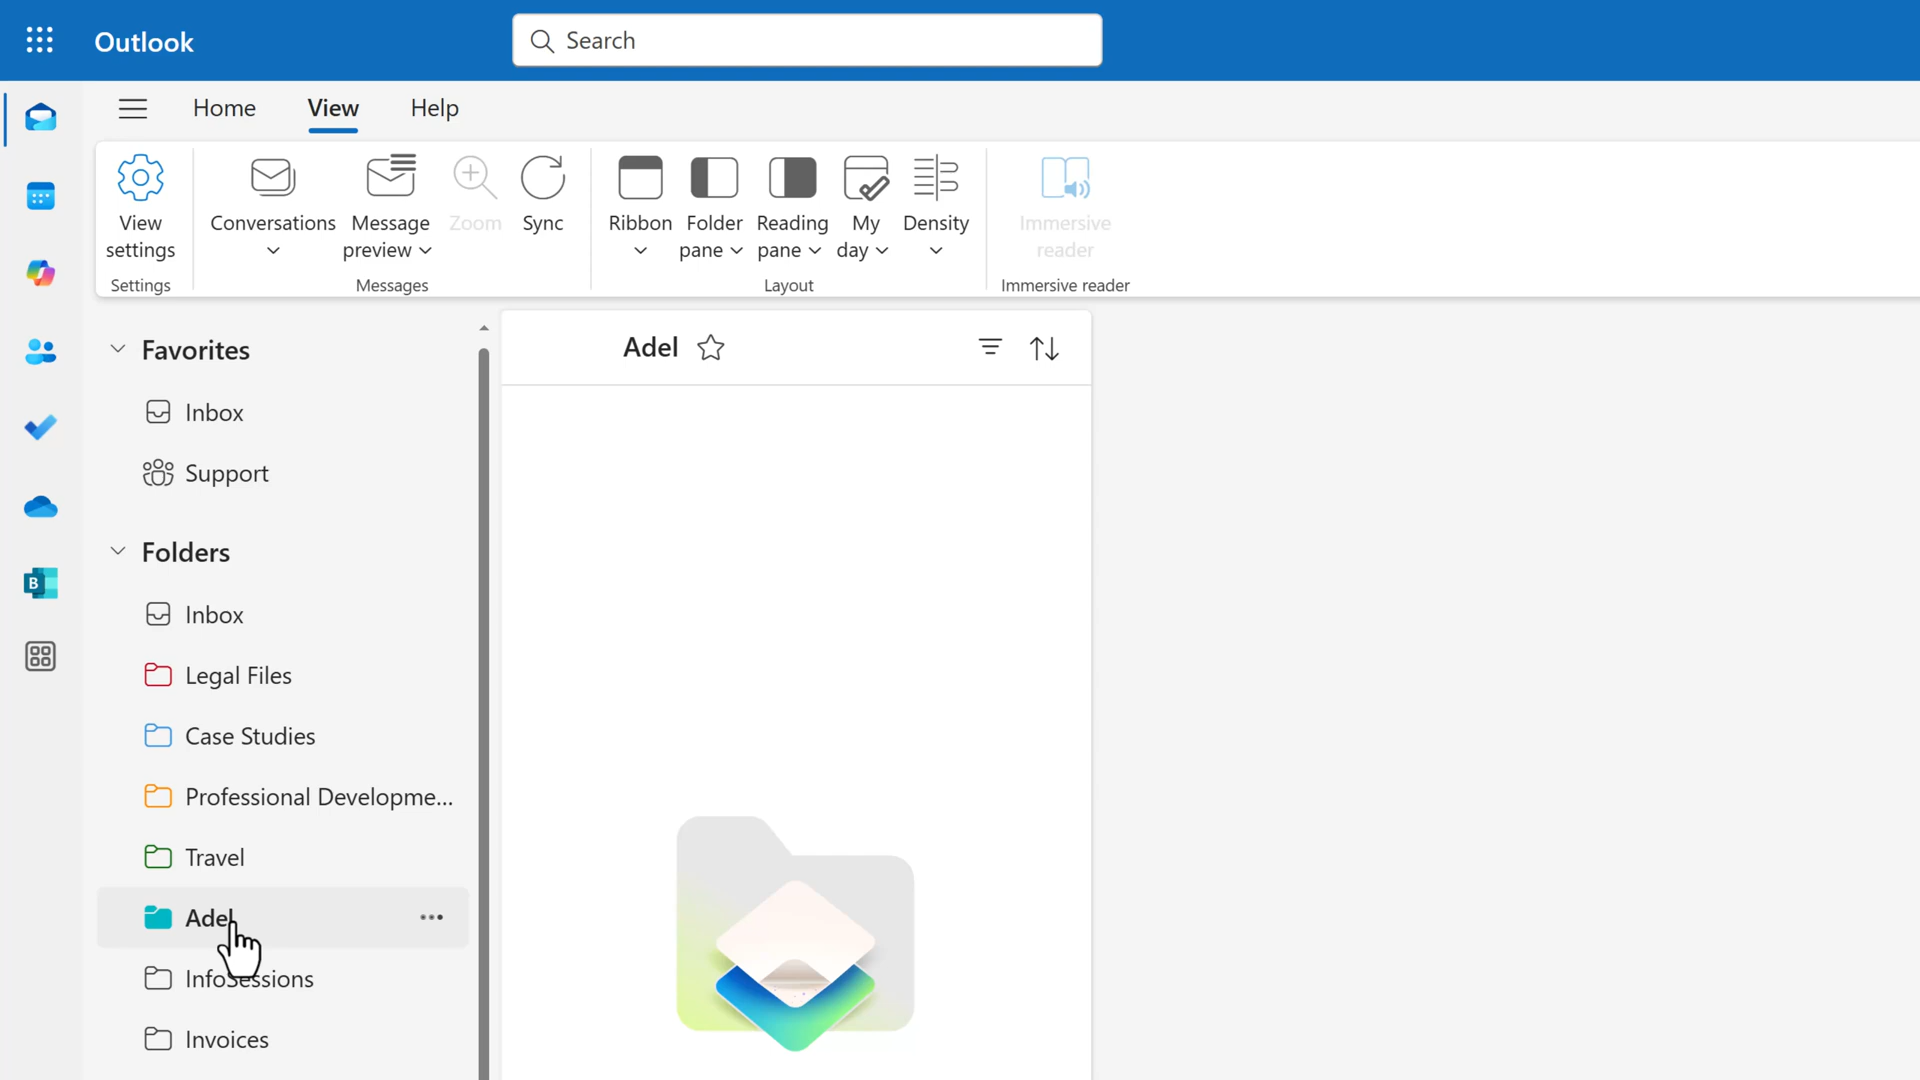 Outlook
Search
Home View Help
View settings
Conversations
Message preview
Zoom
Sync
Ribbon
Folder pane
Reading pane
My day
Density
Immersive reader
Settings
Messages
Layout
Immersive reader
Favorites
Inbox
Support
Folders
Inbox
Legal Files
Case Studies
Professional Developme...
Travel
Adel
InfoSessions
Invoices
Adel
B